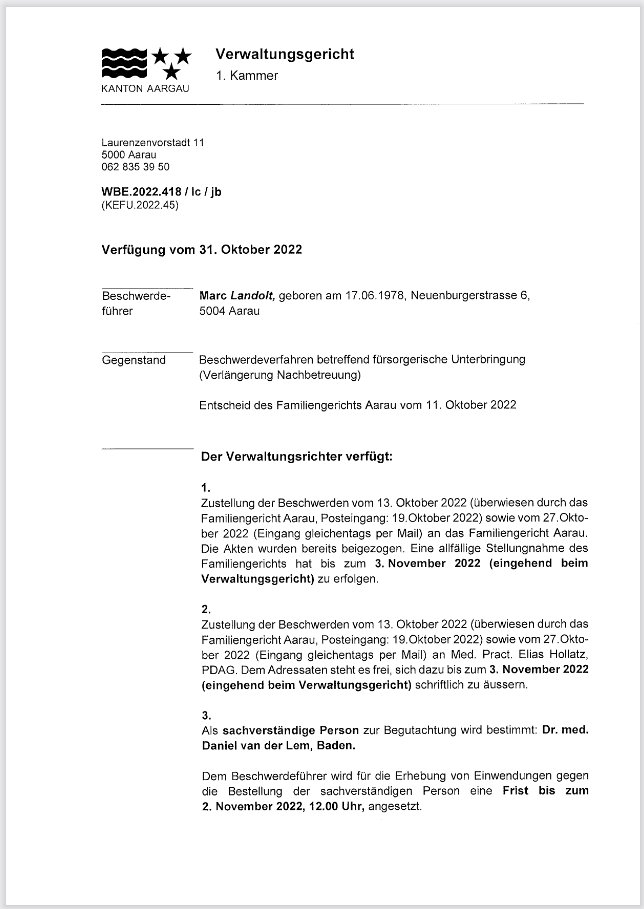 Verwaltungsgericht
1. Kammer
KANTON AARGAU
Laurenzenvorstadt 11
5000 Aarau
062 835 39 50
WBE.2022.418 / lc / jb
(KEFU.2022.45)
Verfügung vom 31. Oktober 2022
Beschwerde-
führer
Marc Landolt, geboren am 17.06.1978, Neuenburgerstrasse 6,
5004 Aarau
Gegenstand
Beschwerdeverfahren betreffend fürsorgerische Unterbringung
(Verlängerung Nachbetreuung)
Entscheid des Familiengerichts Aarau vom 11. Oktober 2022
Der Verwaltungsrichter verfügt:
1.
Zustellung der Beschwerden vom 13. Oktober 2022 (überwiesen durch das
Familiengericht Aarau, Posteingang: 19.Oktober 2022) sowie vom 27.Okto-
ber 2022 (Eingang gleichentags per Mail) an das Familiengericht Aarau.
Die Akten wurden bereits beigezogen. Eine allfällige Stellungnahme des
Familiengerichts hat bis zum 3. November 2022 (eingehend beim
Verwaltungsgericht) zu erfolgen.
2.
Zustellung der Beschwerden vom 13. Oktober 2022 (überwiesen durch das
Familiengericht Aarau, Posteingang: 19.Oktober 2022) sowie vom 27.Okto-
ber 2022 (Eingang gleichentags per Mail) an Med. Pract. Elias Hollatz,
PDAG. Dem Adressaten steht es frei, sich dazu bis zum 3. November 2022
(eingehend beim Verwaltungsgericht) schriftlich zu äussern.
3.
Als sachverständige Person zur Begutachtung wird bestimmt: Dr. med.
Daniel van der Lem, Baden.
Dem Beschwerdeführer wird für die Erhebung von Einwendungen gegen
die Bestellung der sachverständigen Person eine Frist bis zum
2. November 2022, 12.00 Uhr, angesetzt.